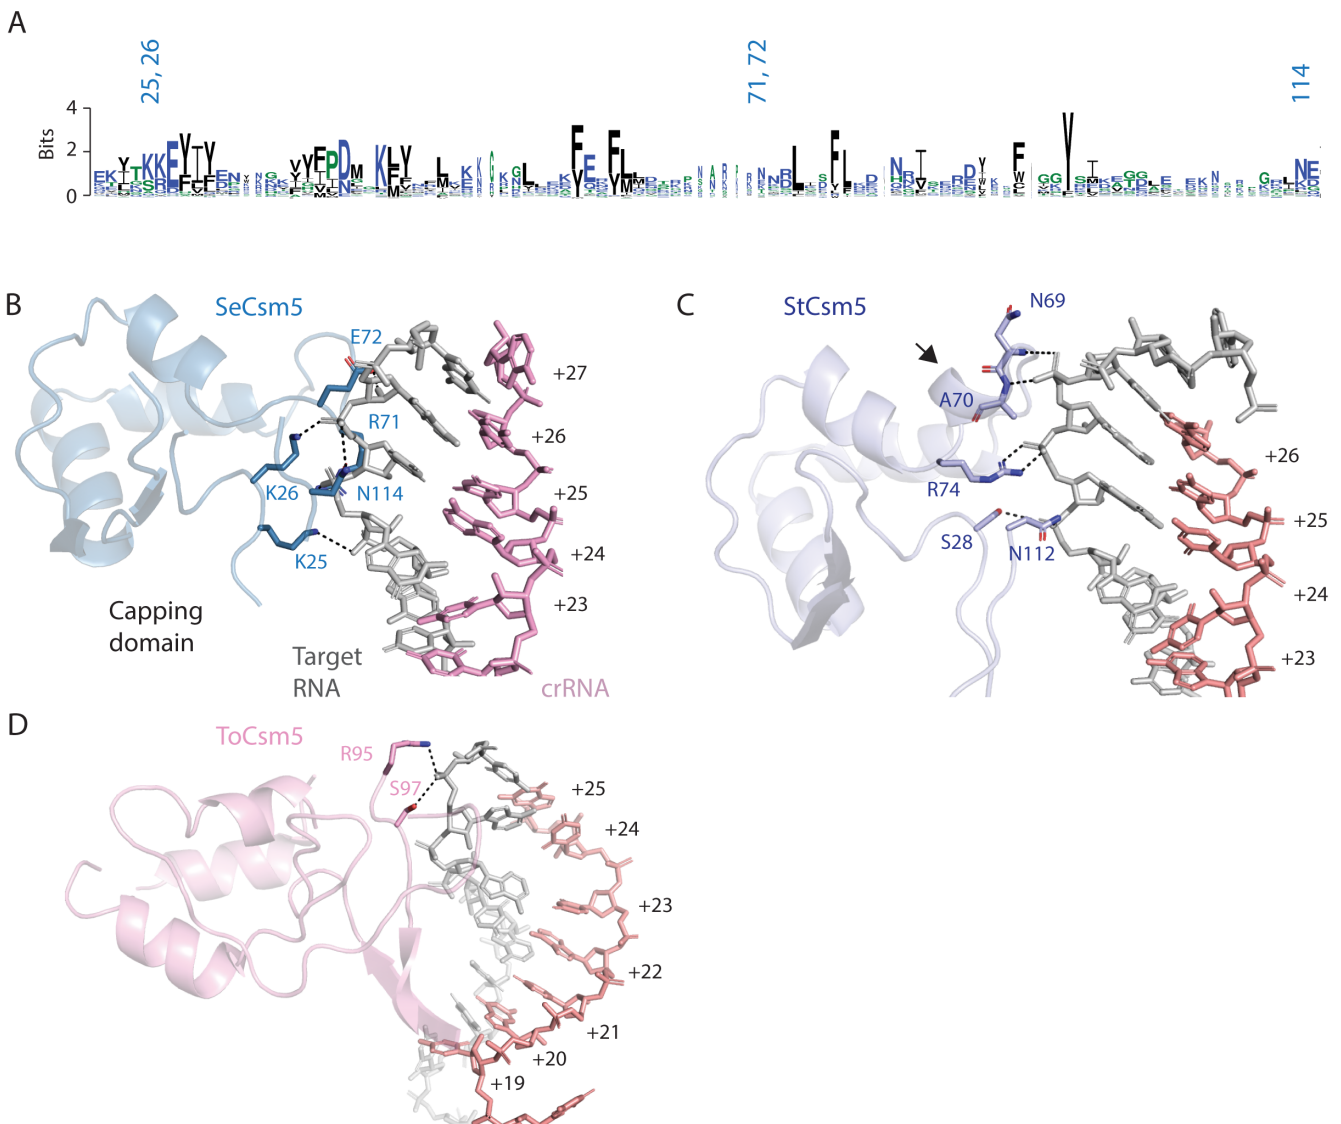 A
25, 26
71, 72
114
4
2
0
Bits
B
SeCsm5
E72
R71
K26
N114
K25
+27
+26
+25
+24
+23
Capping
domain
Target
RNA
crRNA
C
StCsm5
N69
A70
R74
S28
N112
+26
+25
+24
+23
D
ToCsm5
R95
S97
+25
+24
+23
+22
+21
+20
+19